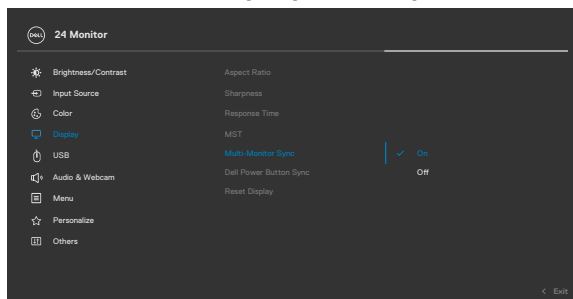 DELL 24 Monitor
Brightness/Contrast Aspect Ratio
Input Source Sharpness
Color Response Time
Display MST
USB Multi-Monitor Sync ✓ On
Audio & Webcam Dell Power Button Sync Off
Menu Reset Display
Personalize
Others
< Exit